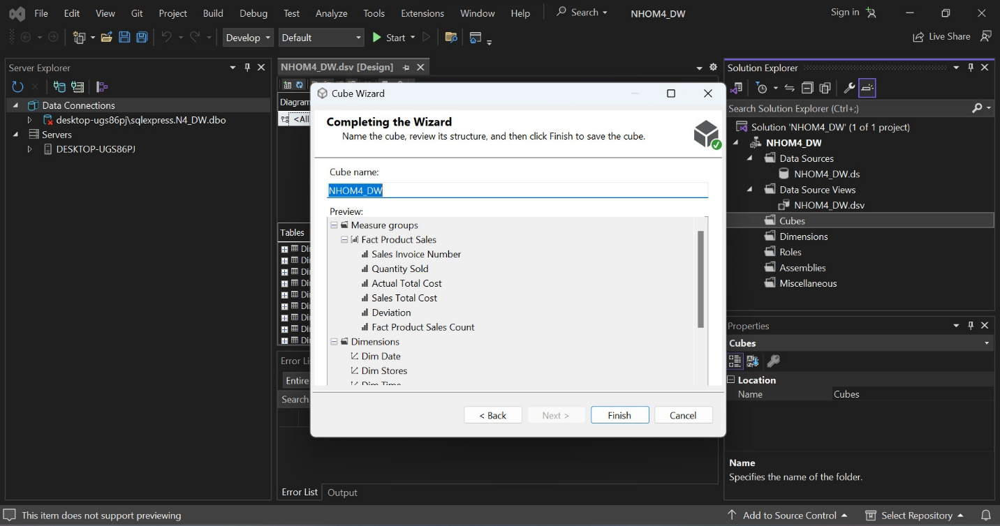 File Edit View Git Project Build Debug Test Analyze Tools Extensions Window Help Search NHOM4_DW Sign in
Develop Default Start Live Share
Server Explorer
Data Connections
desktop-ugs86pj\sqlexpress.N4_DW.dbo
Servers
DESKTOP-UGS86PJ
NHOM4_DW.dsv [Design]
Diagram
<All
Tables
Di
Di
Di
Di
Di
Di
Di
Di
Di
Error Li
Entire
Search
Error List Output
Cube Wizard
Completing the Wizard
Name the cube, review its structure, and then click Finish to save the cube.
Cube name:
NHOM4_DW
Preview:
Measure groups
Fact Product Sales
Sales Invoice Number
Quantity Sold
Actual Total Cost
Sales Total Cost
Deviation
Fact Product Sales Count
Dimensions
Dim Date
Dim Stores
Dim Time
< Back Next > Finish Cancel
Solution Explorer
Search Solution Explorer (Ctrl+;)
Solution 'NHOM4_DW' (1 of 1 project)
NHOM4_DW
Data Sources
NHOM4_DW.ds
Data Source Views
NHOM4_DW.dsv
Cubes
Dimensions
Roles
Assemblies
Miscellaneous
Properties
Cubes
Location
Name Cubes
Name
Specifies the name of the folder.
This item does not support previewing Add to Source Control Select Repository